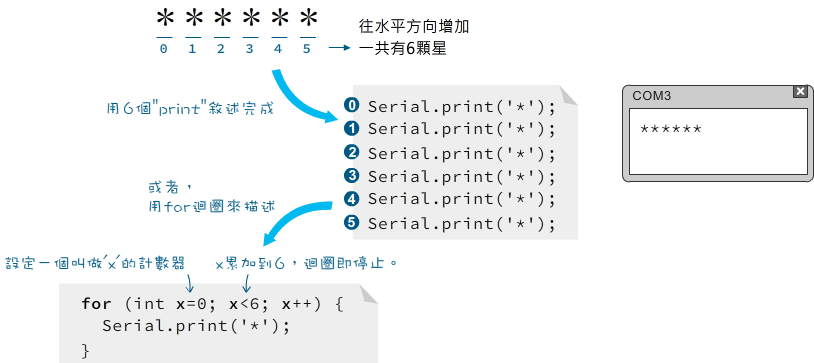 * * * * * *
0 1 2 3 4 5
往水平方向增加
一共有6顆星
用6個"print"敘述完成
0 Serial.print('*');
1 Serial.print('*');
2 Serial.print('*');
3 Serial.print('*');
4 Serial.print('*');
5 Serial.print('*');
COM3
******
或者，
用for迴圈來描述
設定一個叫做'x'的計數器
x累加到6，迴圈即停止。
for (int x=0; x<6; x++) {
Serial.print('*');
}